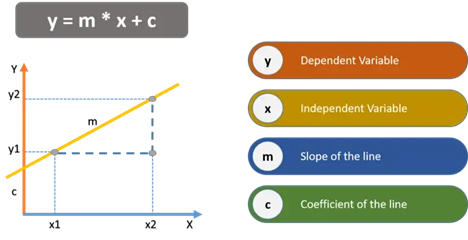 y = m * x + c
Y
y2
m
y1
c
x1
x2
X
y Dependent Variable
x Independent Variable
m Slope of the line
c Coefficient of the line